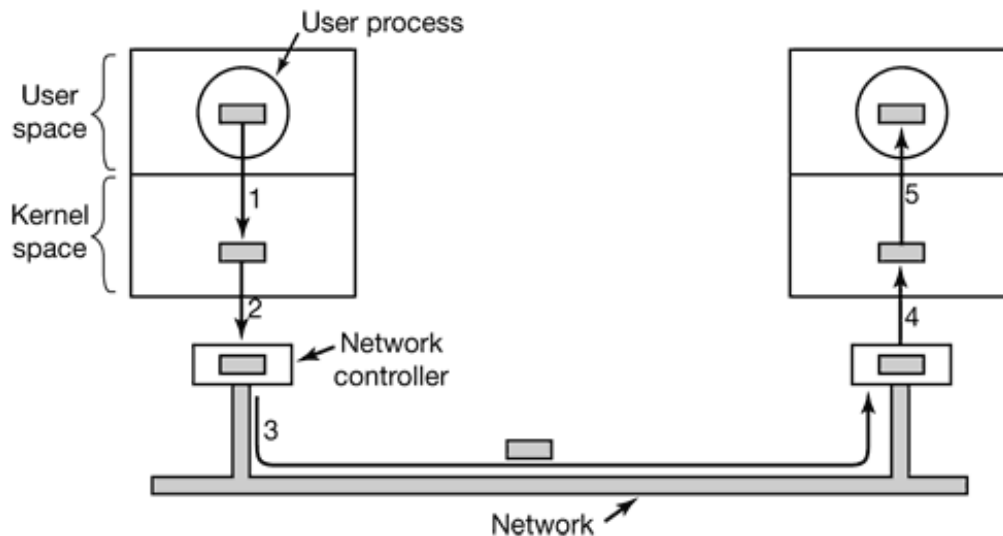 User process
User
space
1
5
Kernel
space
2
4
Network
controller
3
Network